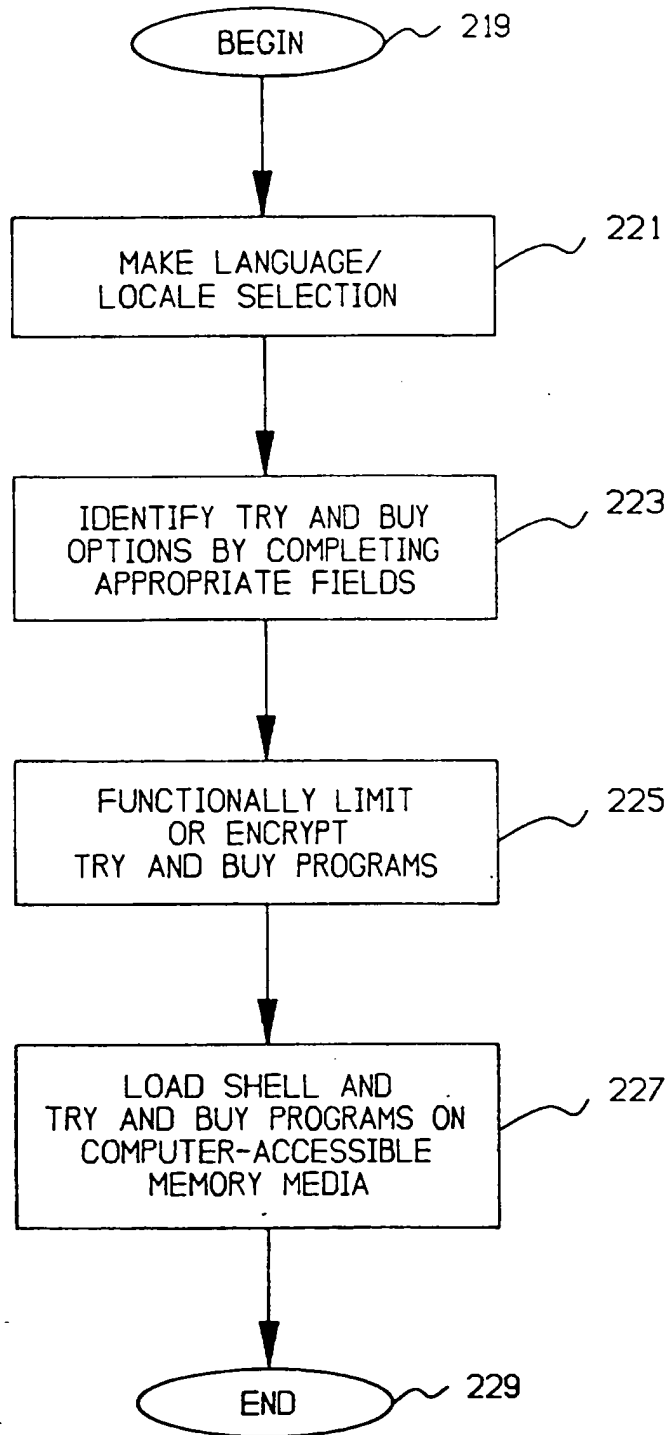 BEGIN
219
MAKE LANGUAGE/
LOCALE SELECTION
221
IDENTIFY TRY AND BUY
OPTIONS BY COMPLETING
APPROPRIATE FIELDS
223
FUNCTIONALLY LIMIT
OR ENCRYPT
TRY AND BUY PROGRAMS
225
LOAD SHELL AND
TRY AND BUY PROGRAMS ON
COMPUTER-ACCESSIBLE
MEMORY MEDIA
227
END
229